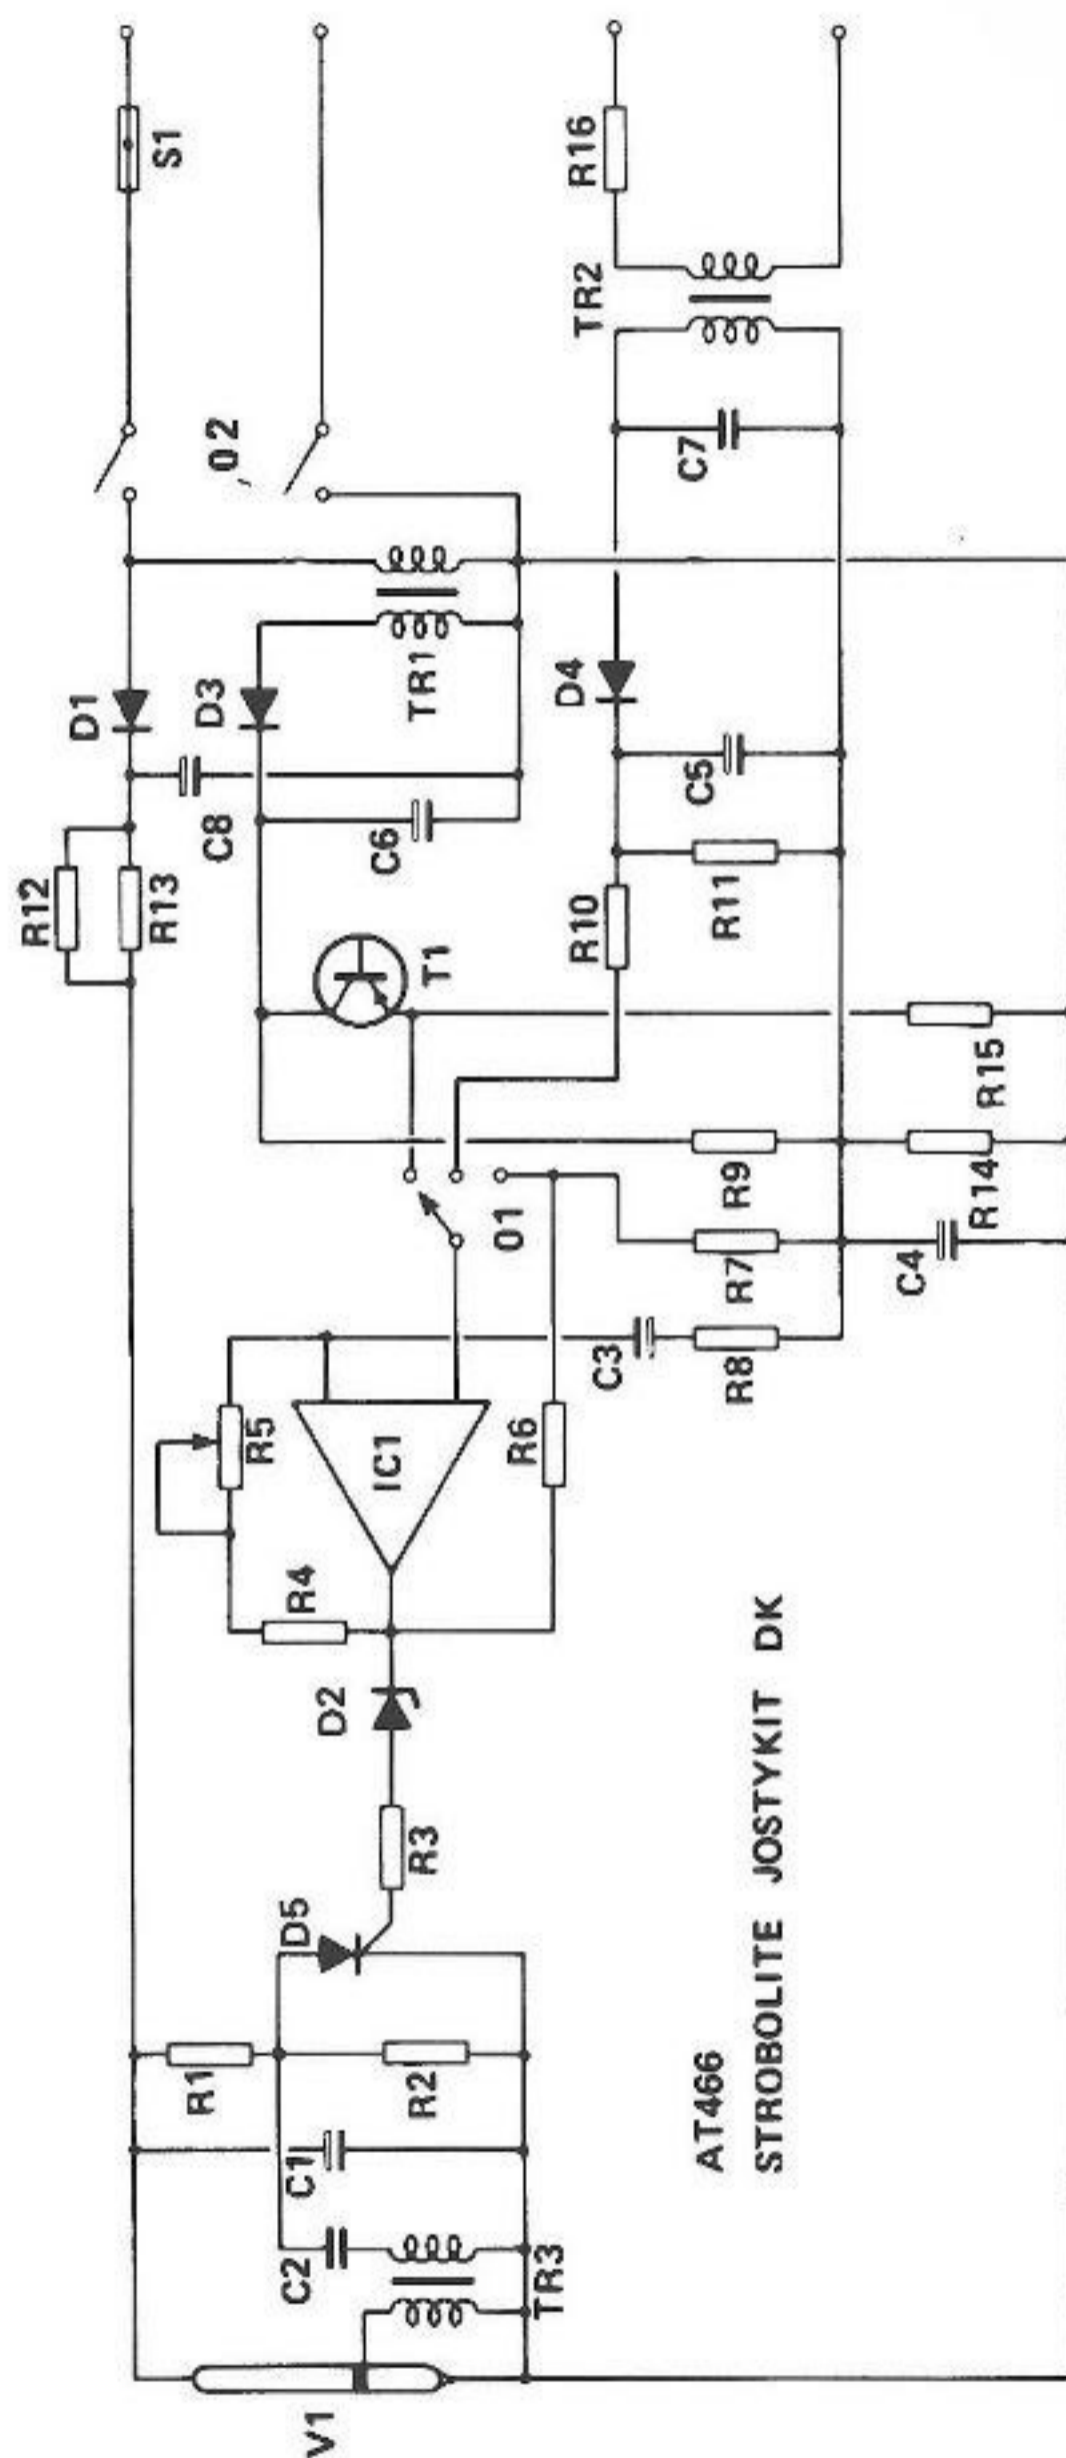 S1
02
R16
TR2
C7
D1
D3
TR1
D4
C8
C6
C5
R12
R13
T1
R10
R11
R15
R9
R14
01
R7
C4
R5
IC1
R6
C3
R8
R4
D2
R3
D5
R1
R2
C1
C2
TR3
V1
AT466
STROBOLITE JOSTYKIT DK